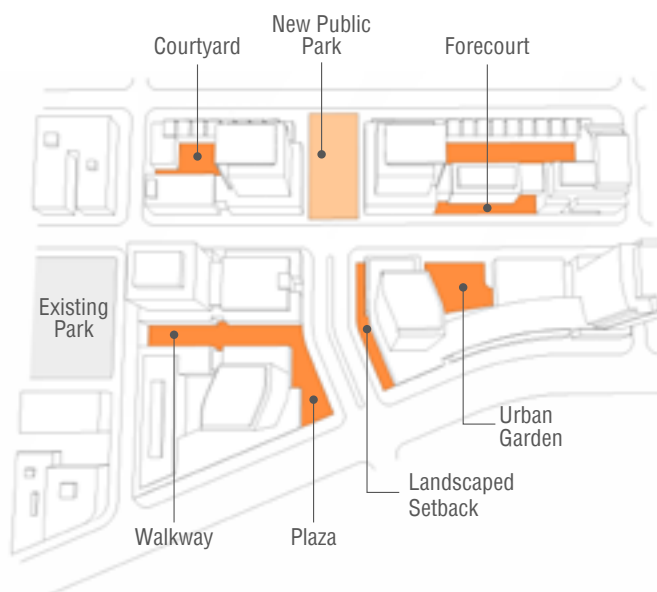 New Public
Park
Courtyard
Forecourt
Existing
Park
Urban
Garden
Landscaped
Setback
Walkway
Plaza